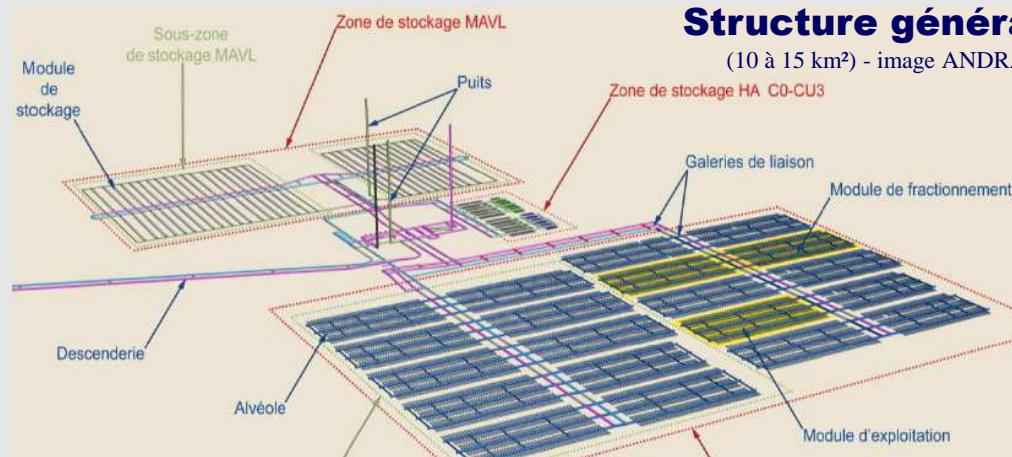 Structure généra
(10 à 15 km²) - image ANDRA
Zone de stockage MAVL
Sous-zone
de stockage MAVL
Module
de
stockage
Puits
Zone de stockage HA C0-CU3
Galeries de liaison
Module de fractionnement
Descenderie
Alvéole
Module d'exploitation